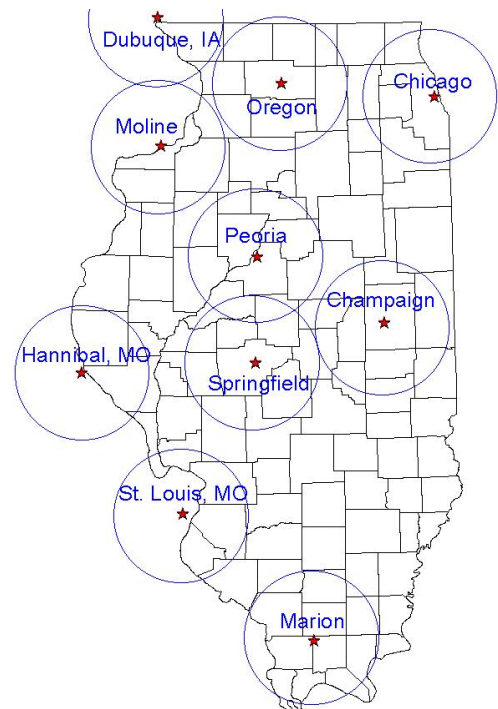 Dubuque, IA
Oregon
Chicago
Moline
Peoria
Champaign
Hannibal, MO
Springfield
St. Louis, MO
Marion